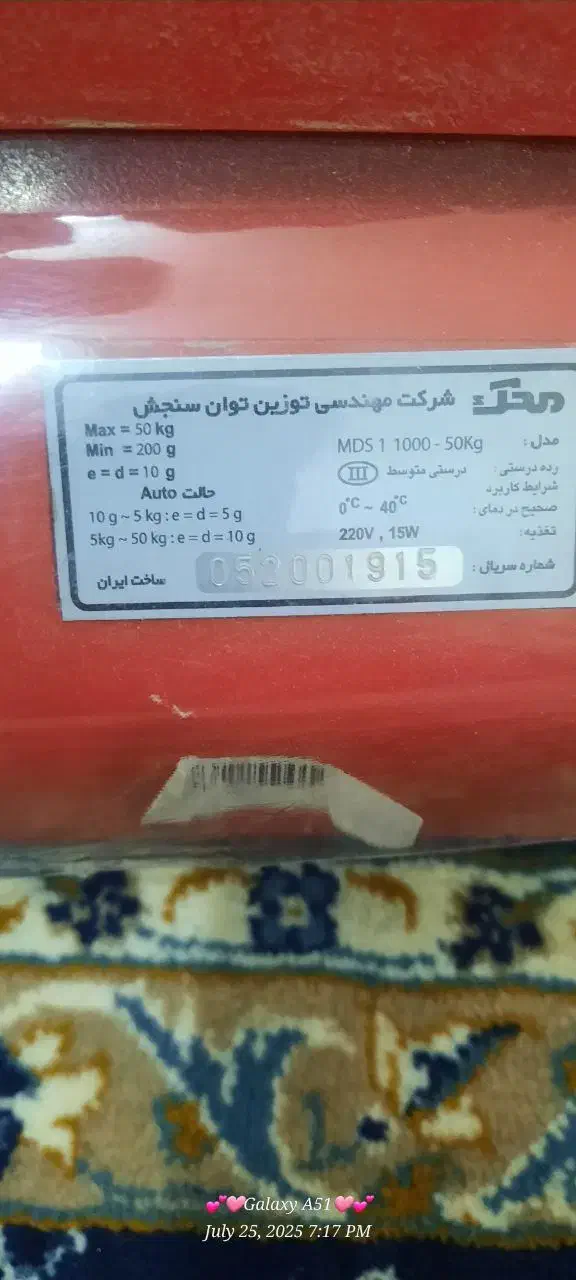 محک شرکت مهندسی توزین توان سنجش
Max = 50 kg
Min = 200 g
e = d = 10 g
حالت Auto
10 g ~ 5 kg : e = d = 5 g
5kg ~ 50 kg : e = d = 10 g
ساخت ایران
مدل : MDS 1 1000 - 50Kg
رده درستی : درستی متوسط III
شرایط کاربرد
صحیح در دمای : 0°C ~ 40°C
تغذیه: 220V , 15W
شماره سریال : 052001915
💕💗Galaxy A51💗💕
July 25, 2025 7:17 PM